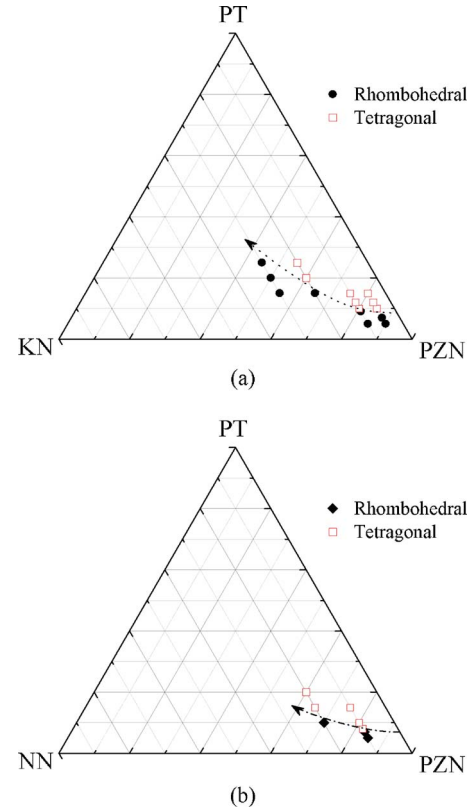 PT
Rhombohedral
Tetragonal
KN
PZN
(a)
PT
Rhombohedral
Tetragonal
NN
PZN
(b)